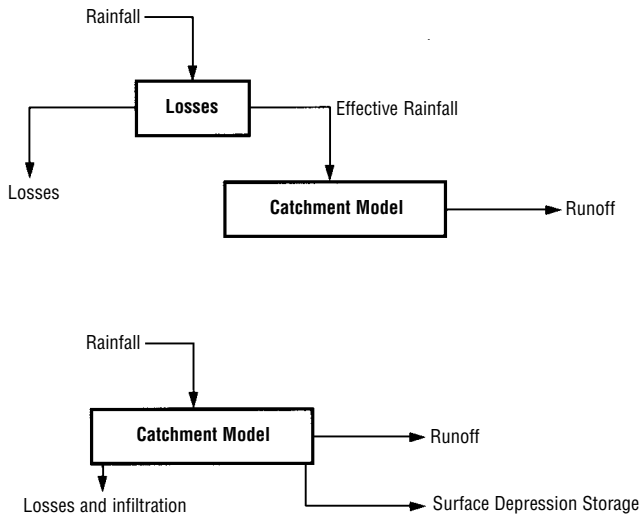 Rainfall
Losses
Effective Rainfall
Losses
Catchment Model
Runoff
Rainfall
Catchment Model
Runoff
Losses and infiltration
Surface Depression Storage